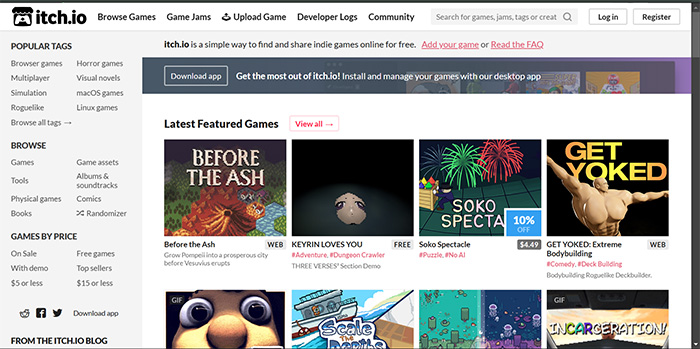 itch.io
Browse Games Game Jams Upload Game Developer Logs Community
Search for games, jams, tags or creat
Log in Register
POPULAR TAGS
Browser games Horror games
Multiplayer Visual novels
Simulation macOS games
Roguelike Linux games
Browse all tags →
BROWSE
Games Game assets
Tools Albums & soundtracks
Physical games Comics
Books Randomizer
GAMES BY PRICE
On Sale Free games
With demo Top sellers
$5 or less $15 or less
Download app
FROM THE ITCH.IO BLOG
itch.io is a simple way to find and share indie games online for free. Add your game or Read the FAQ
Download app Get the most out of itch.io! Install and manage your games with our desktop app
Latest Featured Games View all →
BEFORE
THE ASH
Before the Ash WEB
Grow Pompeii into a prosperous city
before Vesuvius erupts
KEYRIN LOVES YOU FREE
#Adventure, #Dungeon Crawler
THREE VERSES' Section Demo
SOKO
SPECTA
10%
OFF
Soko Spectacle $4.49
#Puzzle, #No AI
GET
YOKED
GET YOKED: Extreme WEB
Bodybuilding
#Comedy, #Deck Building
Bodybuilding Roguelike Deckbuilder.
GIF
Scale
The Depths
GIF
INCARGERATION!